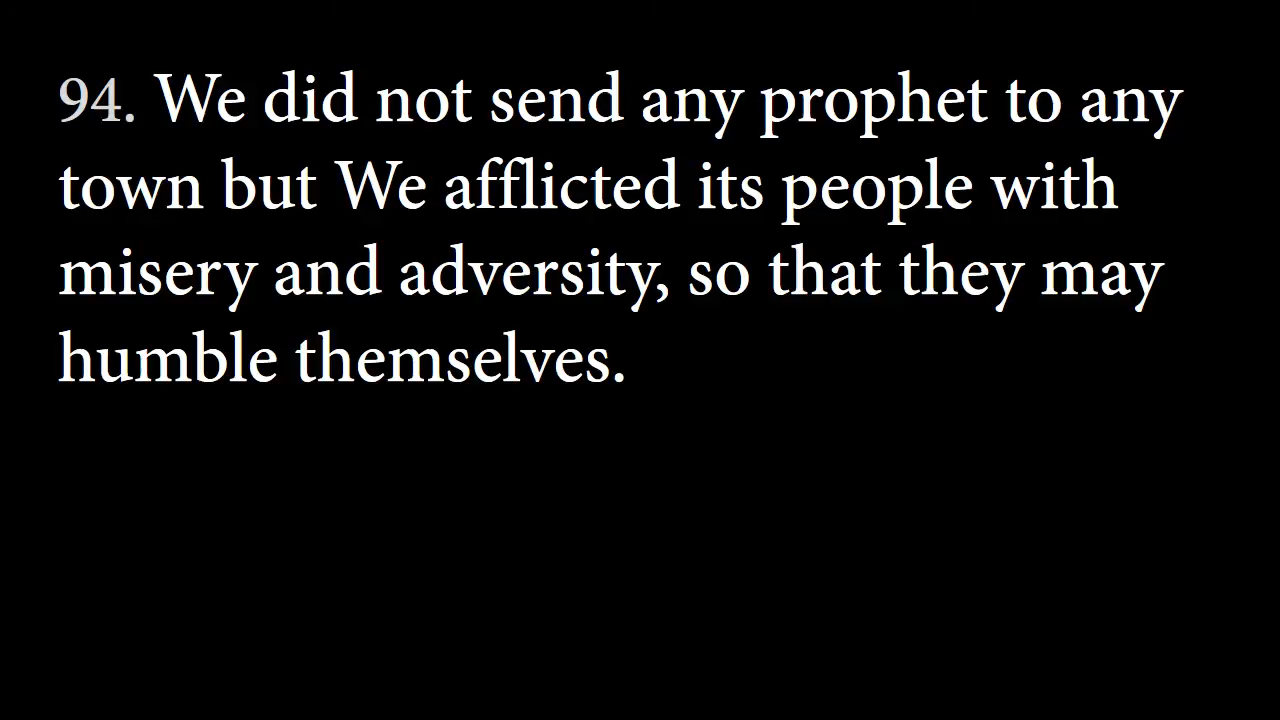 94. We did not send any prophet to any
town but We afflicted its people with
misery and adversity, so that they may
humble themselves.